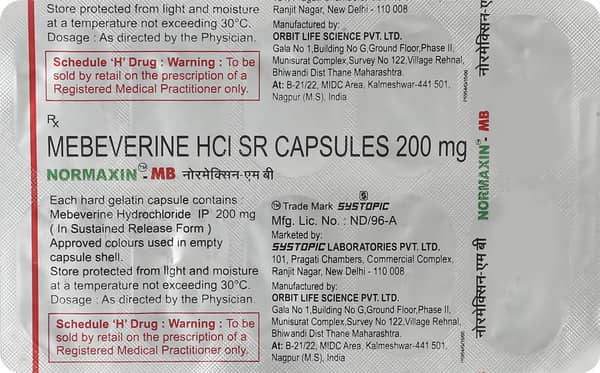 Store protected from light and moisture
at a temperature not exceeding 30°C.
Dosage : As directed by the Physician.
Schedule 'H' Drug : Warning : To be
sold by retail on the prescription of a
Registered Medical Practitioner only.
Ranjit Nagar, New Delhi - 110 008
Manufactured by:
ORBIT LIFE SCIENCE PVT. LTD.
Gala No 1,Building No G,Ground Floor,Phase II,
Munisurat Complex,Survey No 122,Village Rehnal,
Bhiwandi Dist Thane Maharashtra.
At: B-21/22, MIDC Area, Kalmeshwar-441 501,
Nagpur (M.S), India
Rx
MEBEVERINE HCl SR CAPSULES 200 mg
NORMAXIN™- MB नोरमेक्सिन-एम बी
Each hard gelatin capsule contains :
Mebeverine Hydrochloride IP 200 mg
( In Sustained Release Form )
Approved colours used in empty
capsule shell.
Store protected from light and moisture
at a temperature not exceeding 30°C.
Dosage : As directed by the Physician.
Schedule 'H' Drug : Warning : To be
sold by retail on the prescription of a
Registered Medical Practitioner only.
TM Trade Mark SYSTOPIC
Mfg. Lic. No. : ND/96-A
Marketed by:
SYSTOPIC LABORATORIES PVT. LTD.
101, Pragati Chambers, Commercial Complex,
Ranjit Nagar, New Delhi - 110 008
Manufactured by:
ORBIT LIFE SCIENCE PVT. LTD.
Gala No 1,Building No G,Ground Floor,Phase II,
Munisurat Complex,Survey No 122,Village Rehnal,
Bhiwandi Dist Thane Maharashtra.
At: B-21/22, MIDC Area, Kalmeshwar-441 501,
Nagpur (M.S), India
NORMAXIN™- MB
नोरमेक्सिन-एम बी
नोरमेक्सिन-एम बी